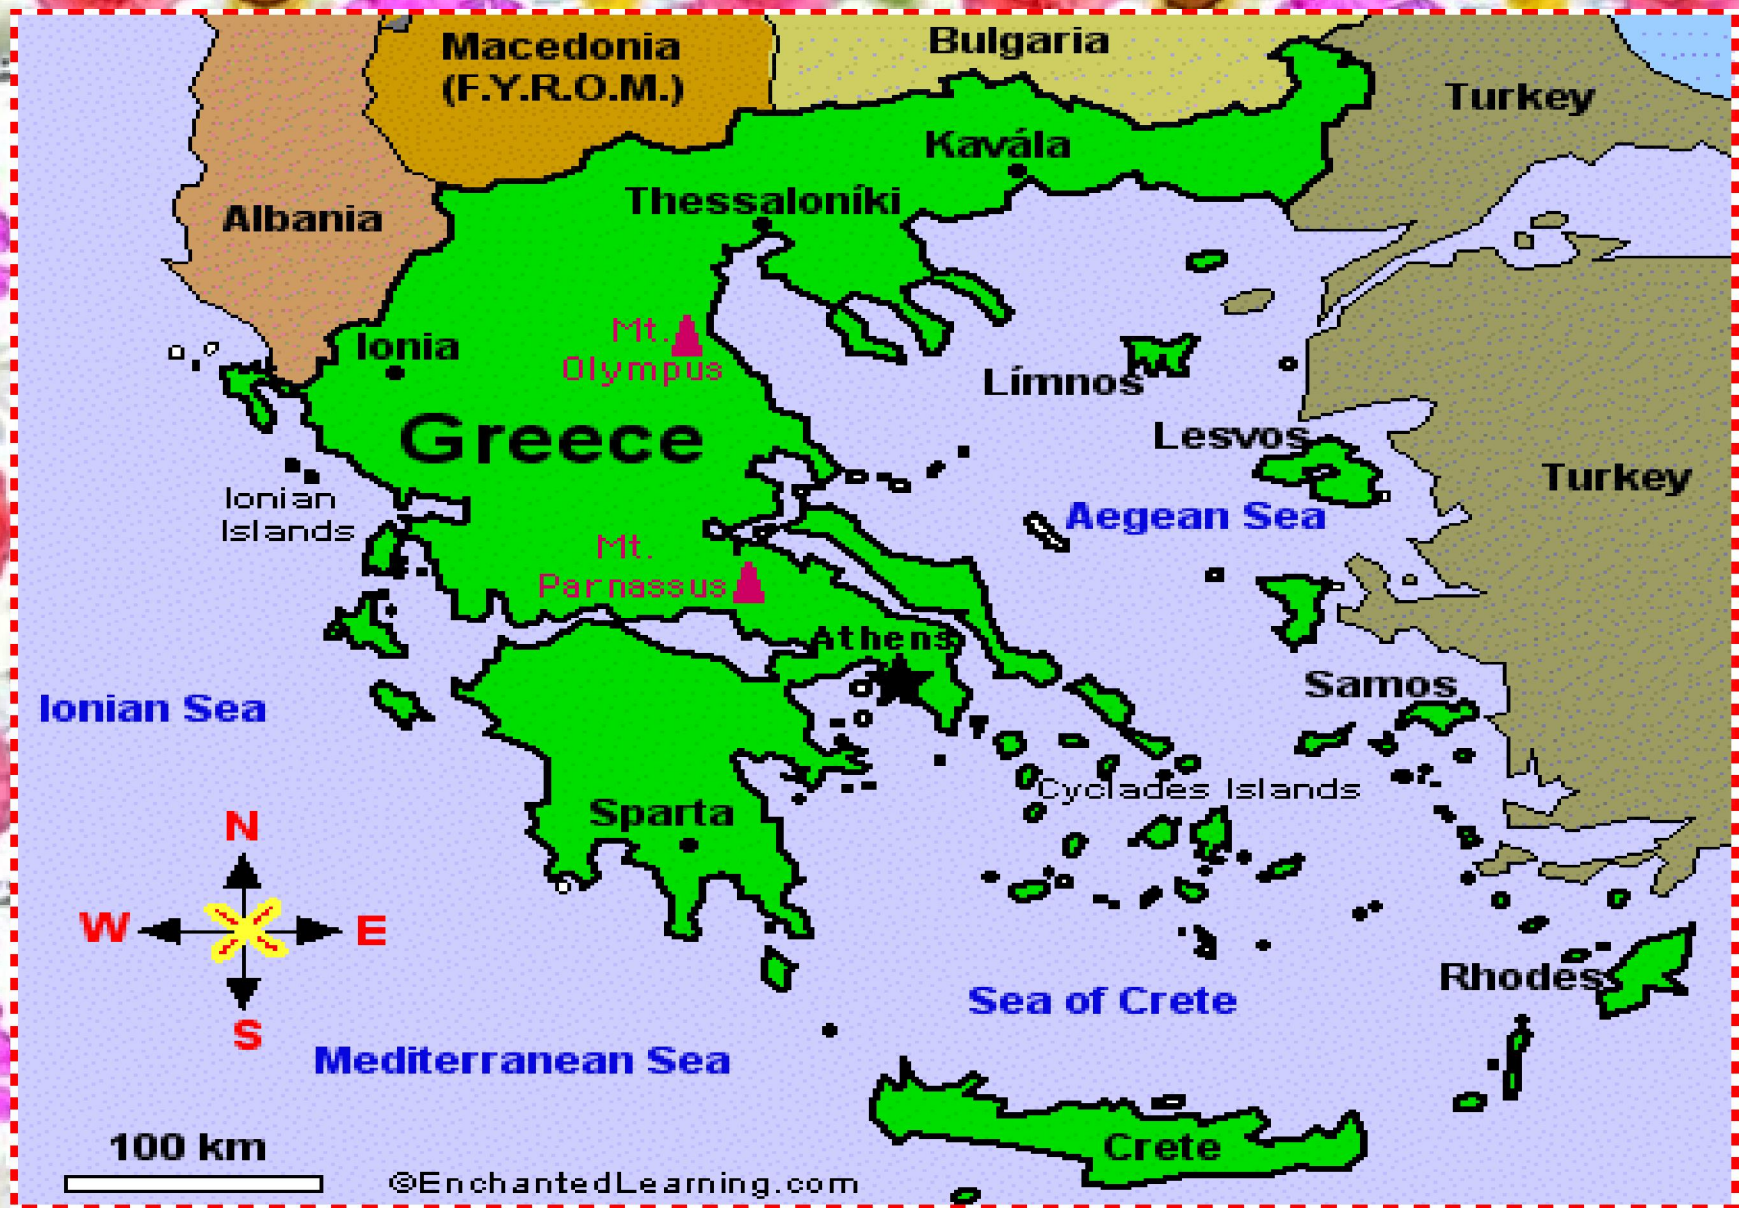 Macedonia
(F.Y.R.O.M.)
Bulgaria
Turkey
Kavála
Thessaloníki
Albania
Mt.
Olympus
Ionia
Límnos
Greece
Lesvos
Turkey
Ionian
Islands
Aegean Sea
Mt.
Parnassus
Athens
Samos
Ionian Sea
Cyclades Islands
Sparta
N
W
E
S
Rhodes
Sea of Crete
Mediterranean Sea
100 km
Crete
©EnchantedLearning.com